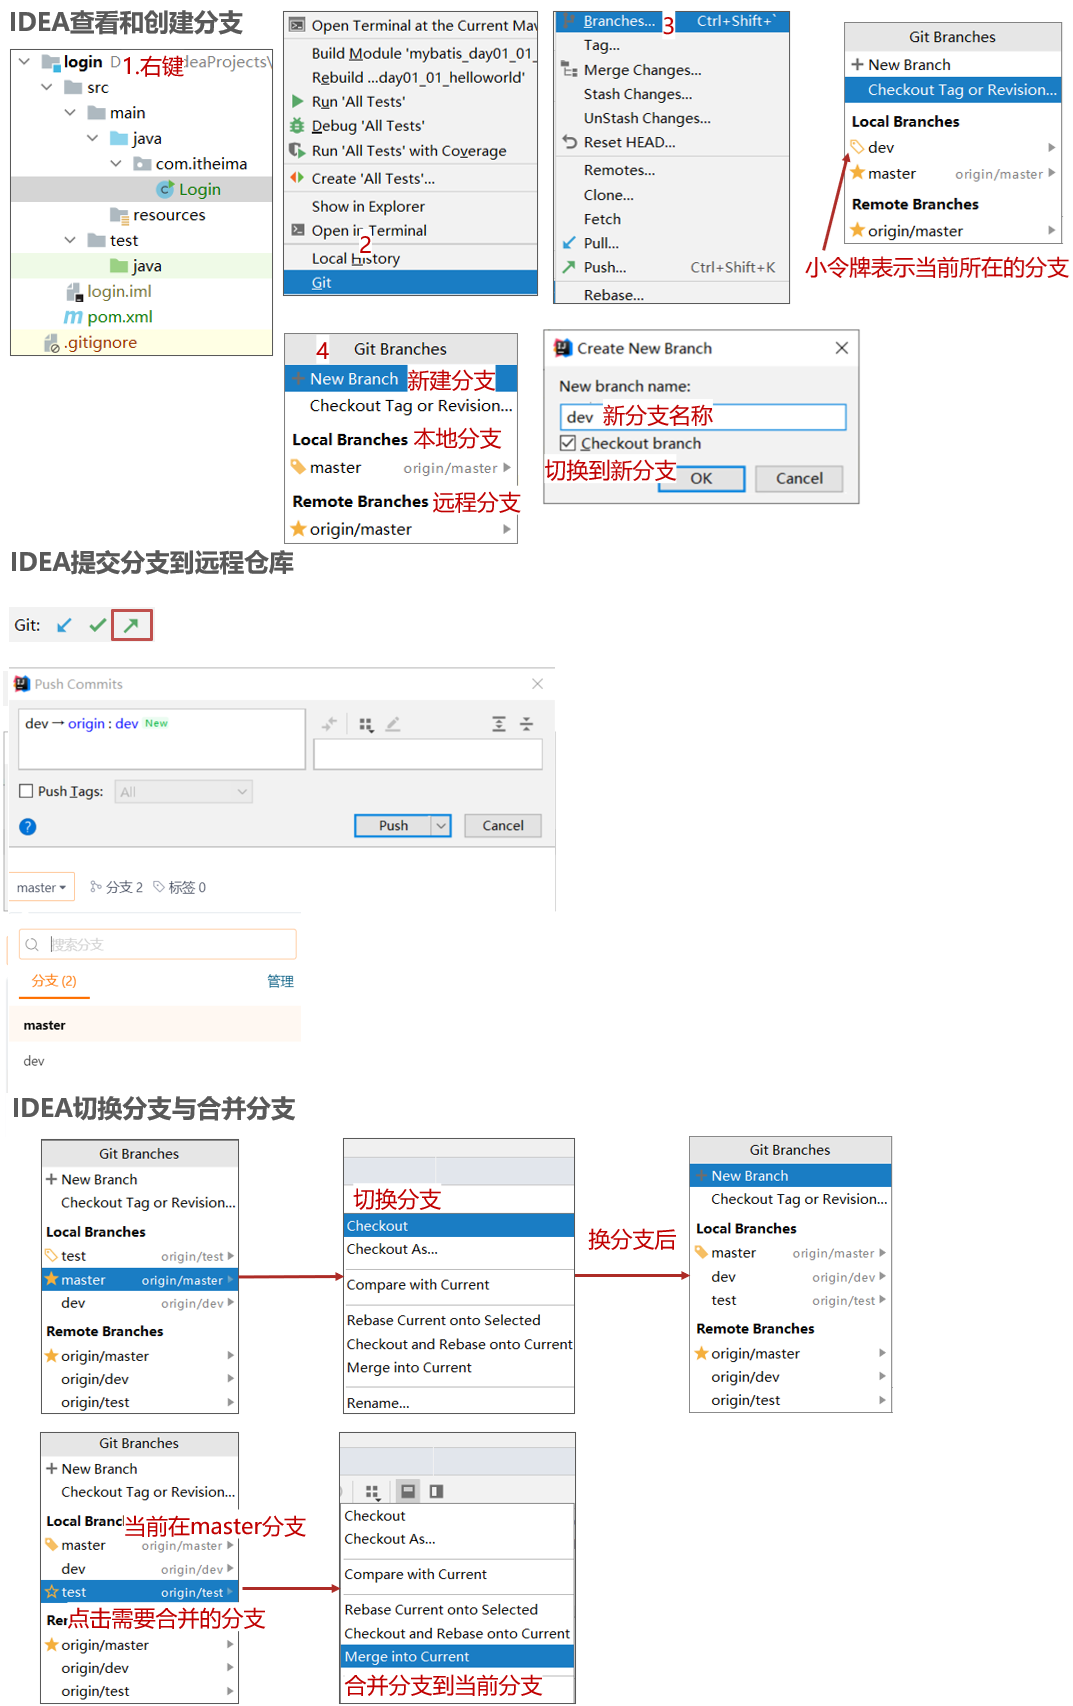 IDEA查看和创建分支
login D
1.右键
deaProjects\
src
main
java
com.itheima
Login
resources
test
java
login.iml
pom.xml
.gitignore
Open Terminal at the Current Mav
Build Module 'mybatis_day01_01_
Rebuild ...day01_01_helloworld'
Run 'All Tests'
Debug 'All Tests'
Run 'All Tests' with Coverage
Create 'All Tests'...
Show in Explorer
Open in Terminal
2
Local History
Git
Branches... 3 Ctrl+Shift+`
Tag...
Merge Changes...
Stash Changes...
UnStash Changes...
Reset HEAD...
Remotes...
Clone...
Fetch
Pull...
Push... Ctrl+Shift+K
Rebase...
Git Branches
+ New Branch
Checkout Tag or Revision...
Local Branches
dev
master origin/master
Remote Branches
origin/master
小令牌表示当前所在的分支
4 Git Branches
+ New Branch 新建分支
Checkout Tag or Revision...
Local Branches 本地分支
master origin/master
Remote Branches 远程分支
origin/master
Create New Branch
New branch name:
dev 新分支名称
Checkout branch
切换到新分支
OK Cancel
IDEA提交分支到远程仓库
Git:
Push Commits
dev → origin : dev New
Push Tags: All
? Push Cancel
master 分支 2 标签 0
搜索分支
分支 (2) 管理
master
dev
IDEA切换分支与合并分支
Git Branches
+ New Branch
Checkout Tag or Revision...
Local Branches
test origin/test
master origin/master
dev origin/dev
Remote Branches
origin/master
origin/dev
origin/test
切换分支
Checkout
Checkout As...
Compare with Current
Rebase Current onto Selected
Checkout and Rebase onto Current
Merge into Current
Rename...
换分支后
Git Branches
+ New Branch
Checkout Tag or Revision...
Local Branches
master origin/master
dev origin/dev
test origin/test
Remote Branches
origin/master
origin/dev
origin/test
Git Branches
+ New Branch
Checkout Tag or Revision...
Local Branc
当前在master分支
master origin/master
dev origin/dev
test origin/test
Rer
点击需要合并的分支
origin/master
origin/dev
origin/test
Checkout
Checkout As...
Compare with Current
Rebase Current onto Selected
Checkout and Rebase onto Current
Merge into Current
合并分支到当前分支